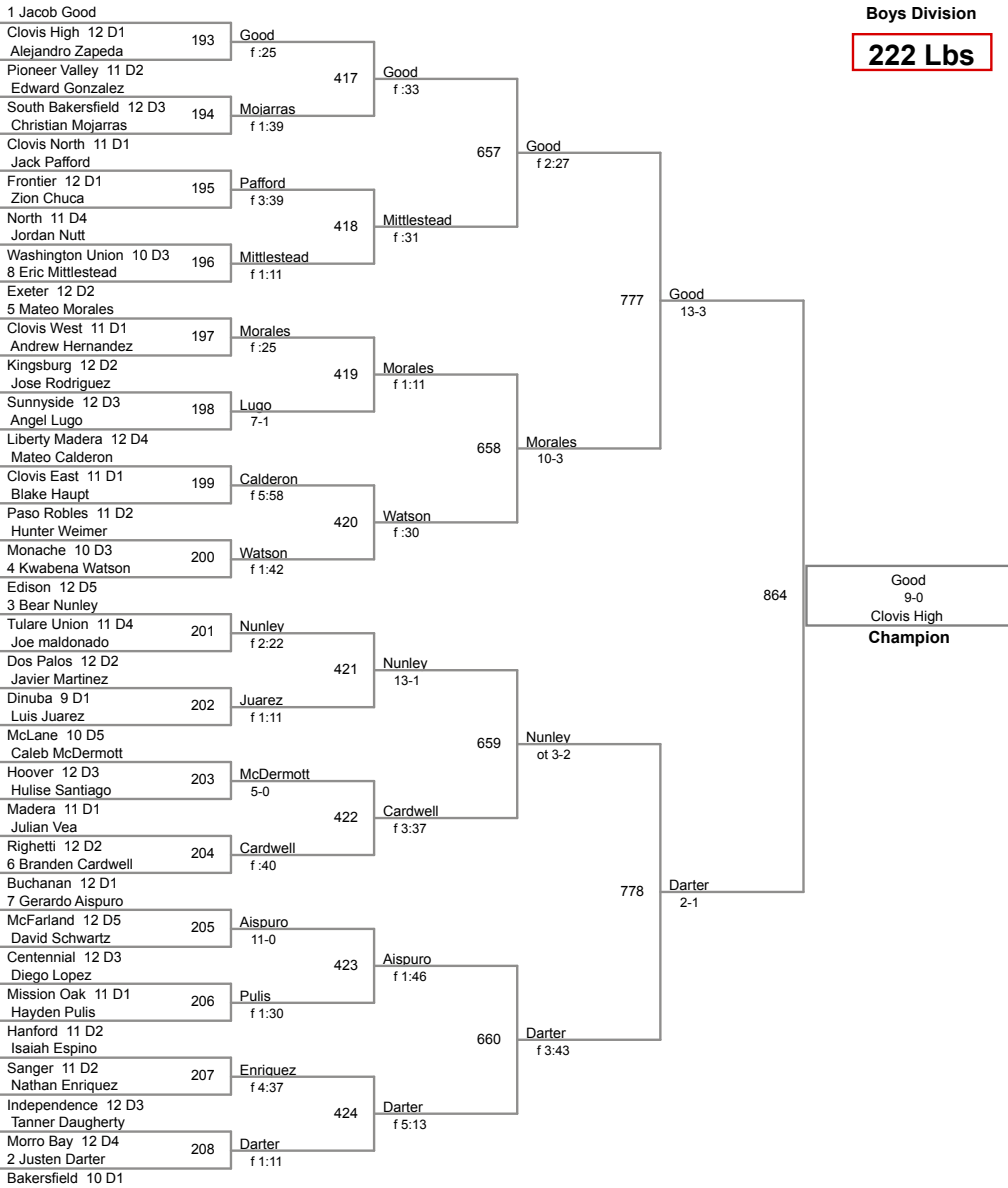 Boys Division
222 Lbs
1 Jacob Good
Clovis High 12 D1
Alejandro Zapeda
Pioneer Valley 11 D2
Edward Gonzalez
South Bakersfield 12 D3
Christian Mojarras
Clovis North 11 D1
Jack Pafford
Frontier 12 D1
Zion Chuca
North 11 D4
Jordan Nutt
Washington Union 10 D3
8 Eric Mittlestead
Exeter 12 D2
5 Mateo Morales
Clovis West 11 D1
Andrew Hernandez
Kingsburg 12 D2
Jose Rodriguez
Sunnyside 12 D3
Angel Lugo
Liberty Madera 12 D4
Mateo Calderon
Clovis East 11 D1
Blake Haupt
Paso Robles 11 D2
Hunter Weimer
Monache 10 D3
4 Kwabena Watson
Edison 12 D5
3 Bear Nunley
Tulare Union 11 D4
Joe maldonado
Dos Palos 12 D2
Javier Martinez
Dinuba 9 D1
Luis Juarez
McLane 10 D5
Caleb McDermott
Hoover 12 D3
Hulise Santiago
Madera 11 D1
Julian Vea
Righetti 12 D2
6 Branden Cardwell
Buchanan 12 D1
7 Gerardo Aispuro
McFarland 12 D5
David Schwartz
Centennial 12 D3
Diego Lopez
Mission Oak 11 D1
Hayden Pulis
Hanford 11 D2
Isaiah Espino
Sanger 11 D2
Nathan Enriquez
Independence 12 D3
Tanner Daugherty
Morro Bay 12 D4
2 Justen Darter
Bakersfield 10 D1
193
Good
f :25
194
Mojarras
f 1:39
195
Pafford
f 3:39
196
Mittlestead
f 1:11
197
Morales
f :25
198
Lugo
7-1
199
Calderon
f 5:58
200
Watson
f 1:42
201
Nunley
f 2:22
202
Juarez
f 1:11
203
McDermott
5-0
204
Cardwell
f :40
205
Aispuro
11-0
206
Pulis
f 1:30
207
Enriquez
f 4:37
208
Darter
f 1:11
417
Good
f :33
418
Mittlestead
f :31
419
Morales
f 1:11
420
Watson
f :30
421
Nunley
13-1
422
Cardwell
f 3:37
423
Aispuro
f 1:46
424
Darter
f 5:13
657
Good
f 2:27
658
Morales
10-3
659
Nunley
ot 3-2
660
Darter
f 3:43
777
Good
13-3
778
Darter
2-1
864
Good
9-0
Clovis High
Champion